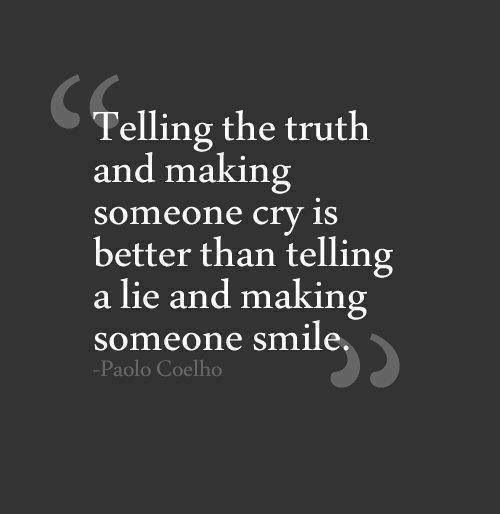 “
Telling the truth
and making
someone cry is
better than telling
a lie and making
someone smile.
”
-Paolo Coelho